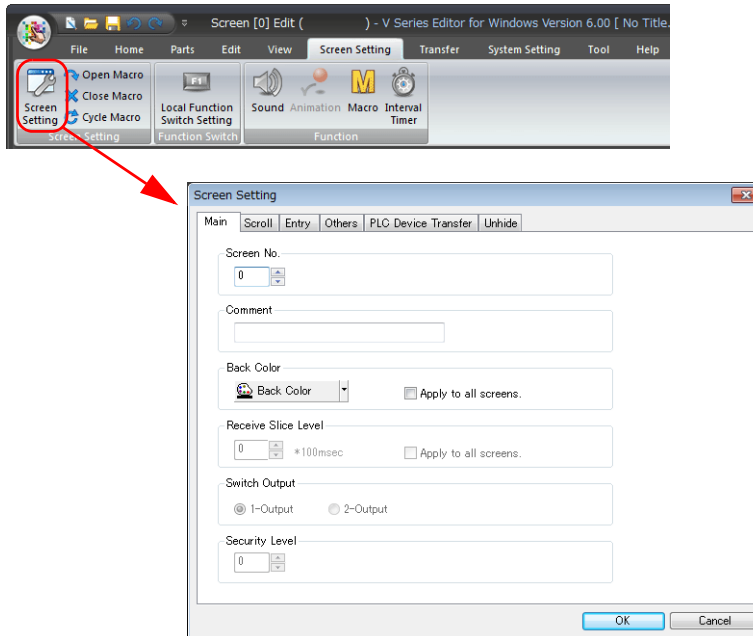 Screen [0] Edit ( ) - V Series Editor for Windows Version 6.00 [ No Title.
File Home Parts Edit View Screen Setting Transfer System Setting Tool Help
Screen Setting
Open Macro
Close Macro
Cycle Macro
Screen Setting
F1
Local Function Switch Setting
Function Switch
Sound Animation Macro Interval Timer
Function
Screen Setting
Main Scroll Entry Others PLC Device Transfer Unhide
Screen No.
0
Comment
Back Color
Back Color Apply to all screens.
Receive Slice Level
0 *100msec Apply to all screens.
Switch Output
1-Output 2-Output
Security Level
0
OK Cancel